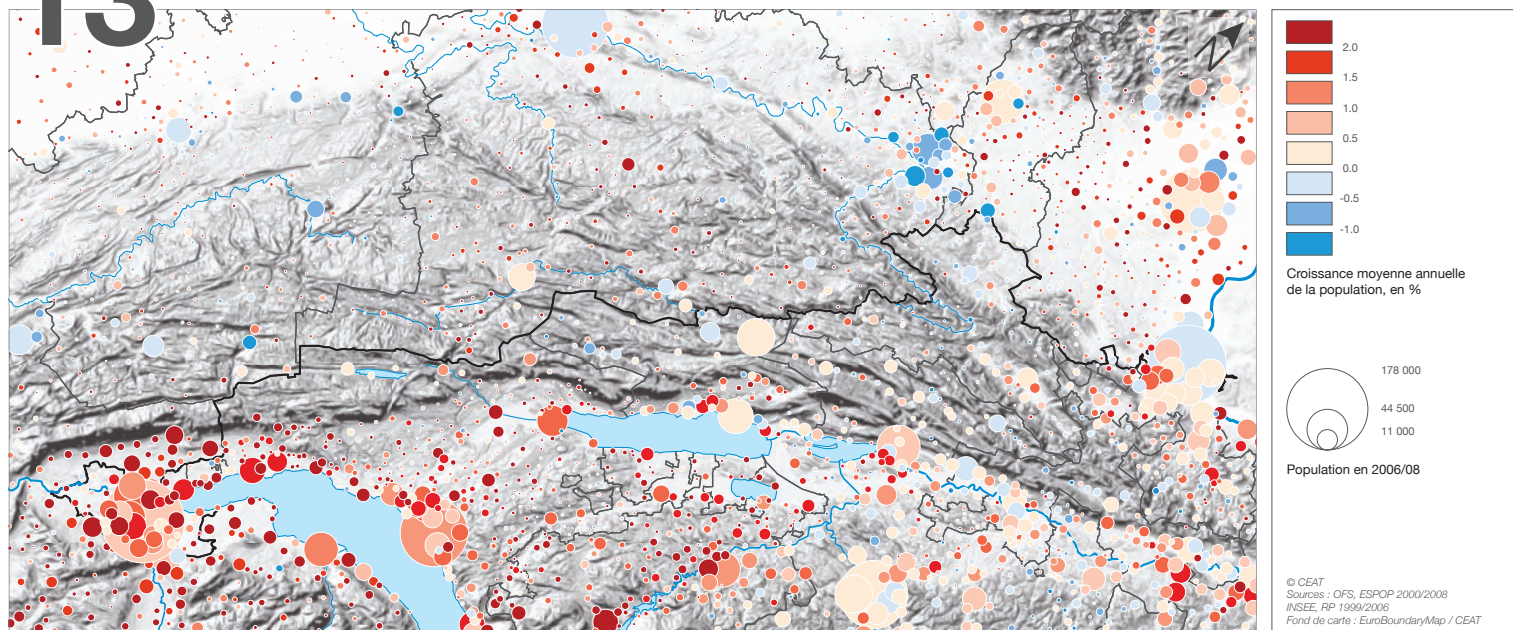 13
2.0
1.5
1.0
0.5
0.0
-0.5
-1.0
Croissance moyenne annuelle
de la population, en %
178 000
44 500
11 000
Population en 2006/08
© CEAT
Sources : OFS, ESPOP 2000/2008
INSEE, RP 1999/2006
Fond de carte : EuroBoundaryMap / CEAT